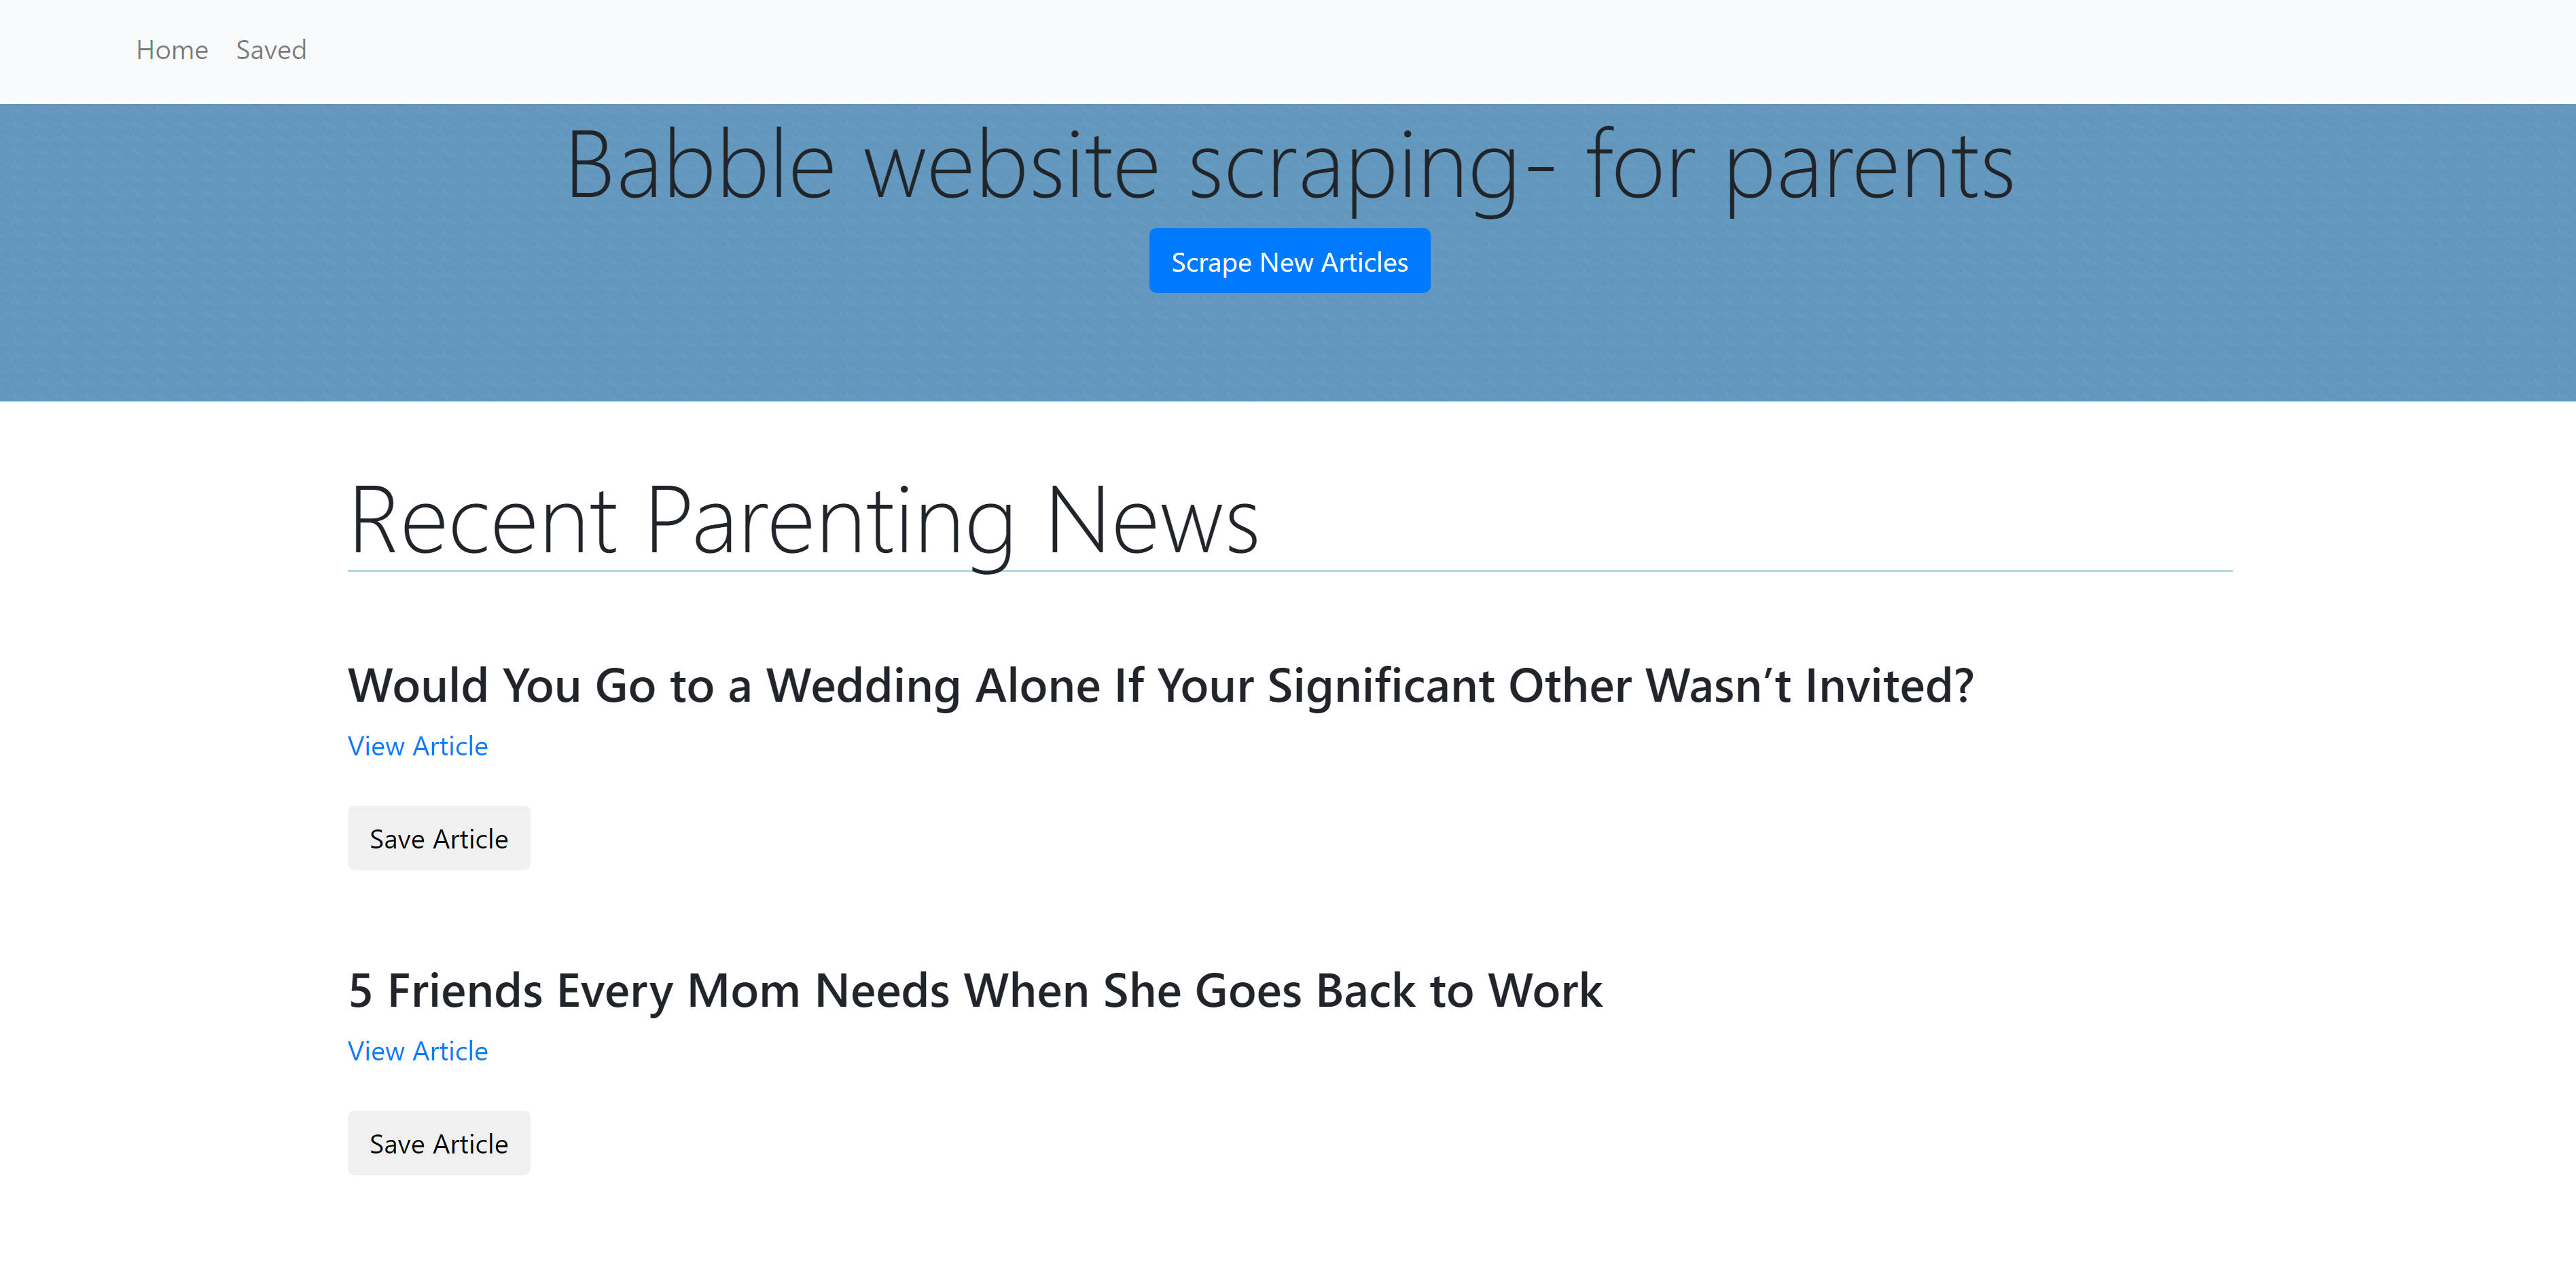 Home Saved
Babble website scraping- for parents
Scrape New Articles
Recent Parenting News
Would You Go to a Wedding Alone If Your Significant Other Wasn’t Invited?
View Article
Save Article
5 Friends Every Mom Needs When She Goes Back to Work
View Article
Save Article